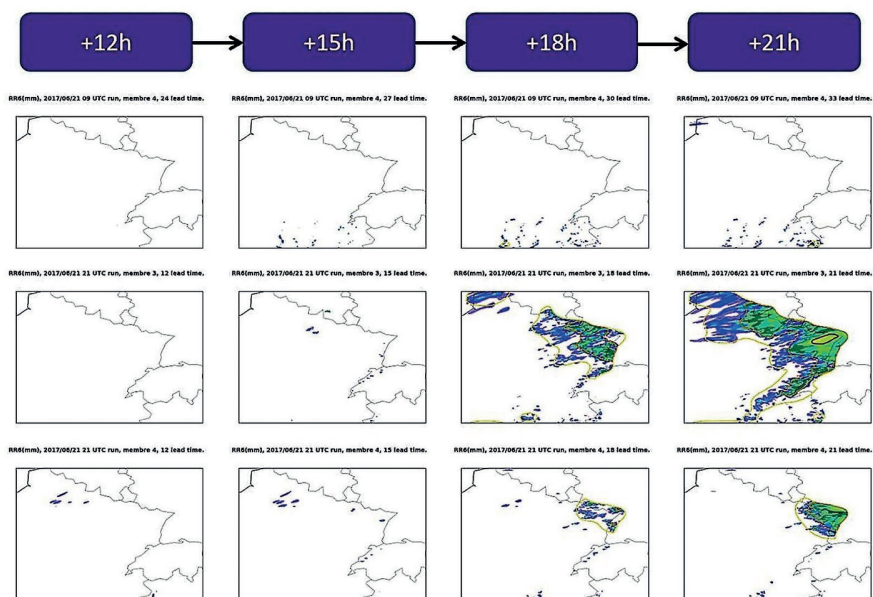 +12h
+15h
+18h
+21h
RR6(mm), 2017/06/21 09 UTC run, membre 4, 24 lead time.
RR6(mm), 2017/06/21 09 UTC run, membre 4, 27 lead time.
RR6(mm), 2017/06/21 09 UTC run, membre 4, 30 lead time.
RR6(mm), 2017/06/21 09 UTC run, membre 4, 33 lead time.
RR6(mm), 2017/06/21 21 UTC run, membre 3, 12 lead time.
RR6(mm), 2017/06/21 21 UTC run, membre 3, 15 lead time.
RR6(mm), 2017/06/21 21 UTC run, membre 3, 18 lead time.
RR6(mm), 2017/06/21 21 UTC run, membre 3, 21 lead time.
RR6(mm), 2017/06/21 21 UTC run, membre 4, 12 lead time.
RR6(mm), 2017/06/21 21 UTC run, membre 4, 15 lead time.
RR6(mm), 2017/06/21 21 UTC run, membre 4, 18 lead time.
RR6(mm), 2017/06/21 21 UTC run, membre 4, 21 lead time.